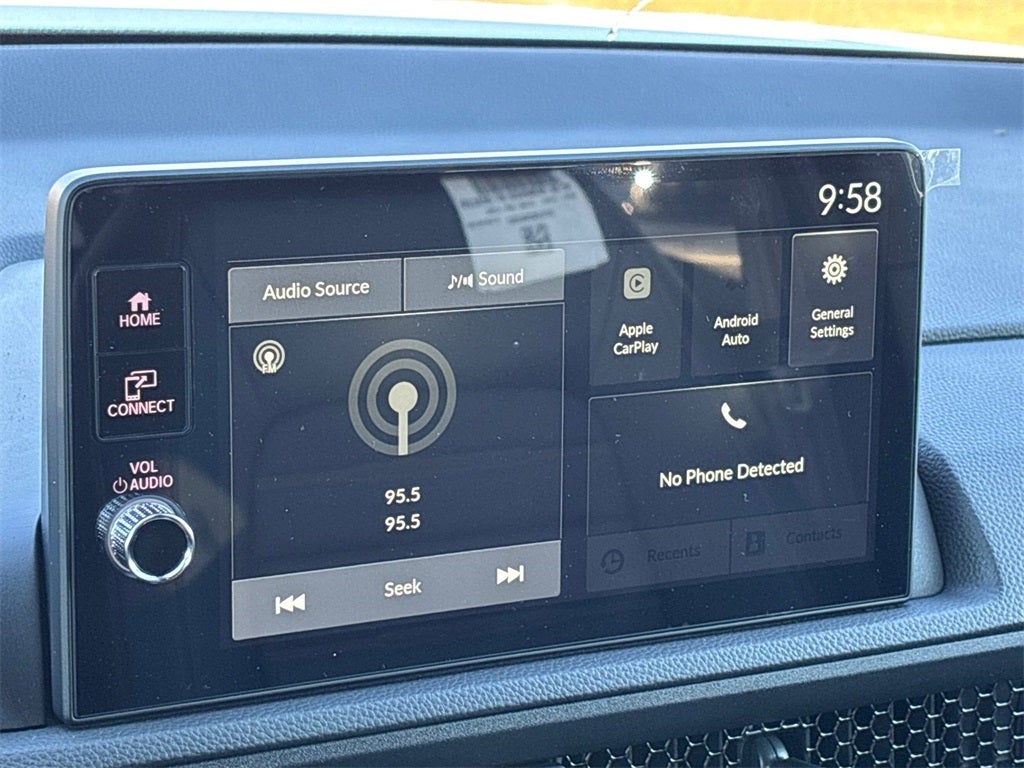 9:58
HOME
CONNECT
VOL
AUDIO
Audio Source
Sound
FM
95.5
95.5
Seek
Apple
CarPlay
Android
Auto
General
Settings
No Phone Detected
Recents
Contacts